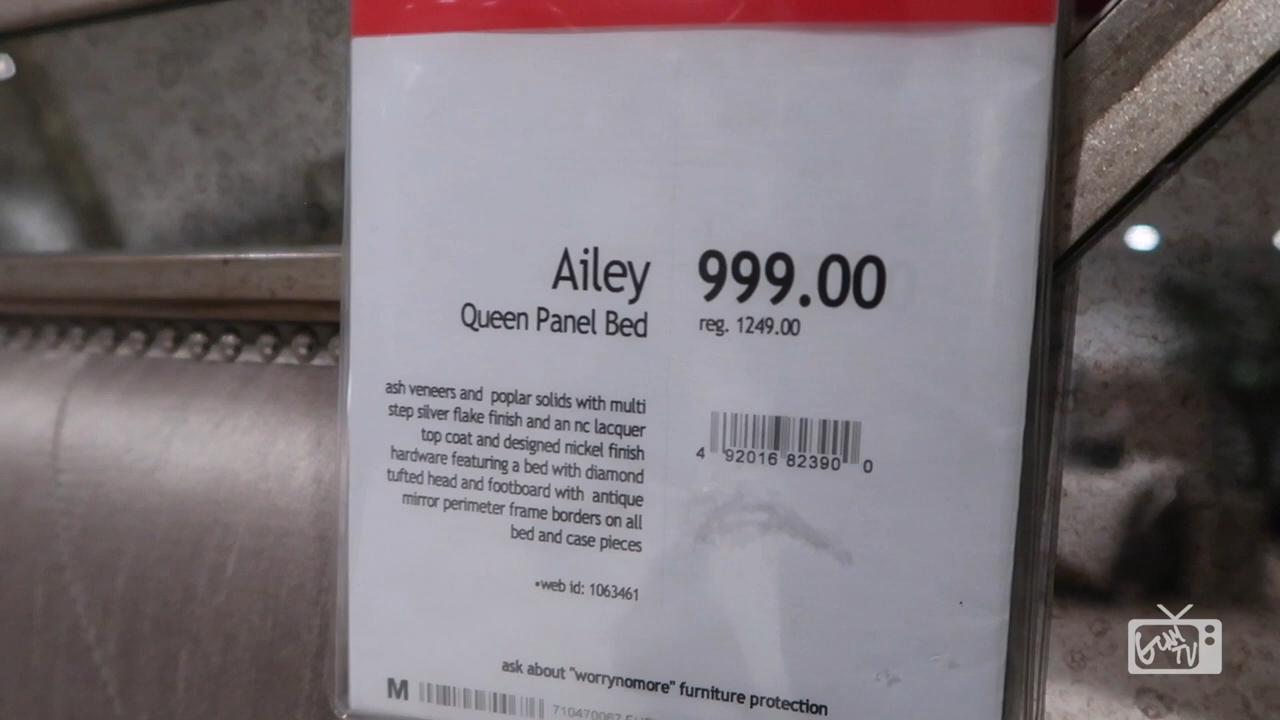 Ailey 999.00
Queen Panel Bed reg. 1249.00
ash veneers and poplar solids with multi
step silver flake finish and an nc lacquer
top coat and designed nickel finish
hardware featuring a bed with diamond
tufted head and footboard with antique
mirror perimeter frame borders on all
bed and case pieces
4 92016 82390 0
•web id: 1063461
ask about "worrynomore" furniture protection
M
GUM TV